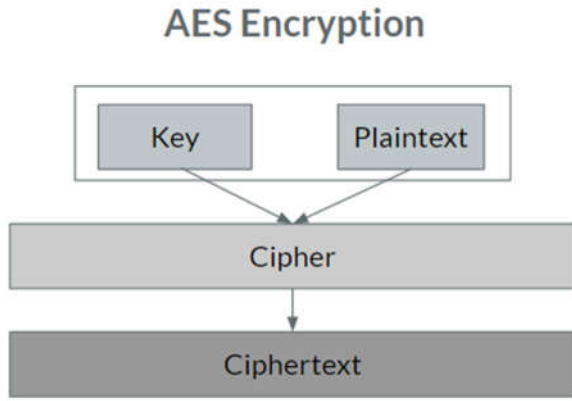 AES Encryption
Key
Plaintext
Cipher
Ciphertext